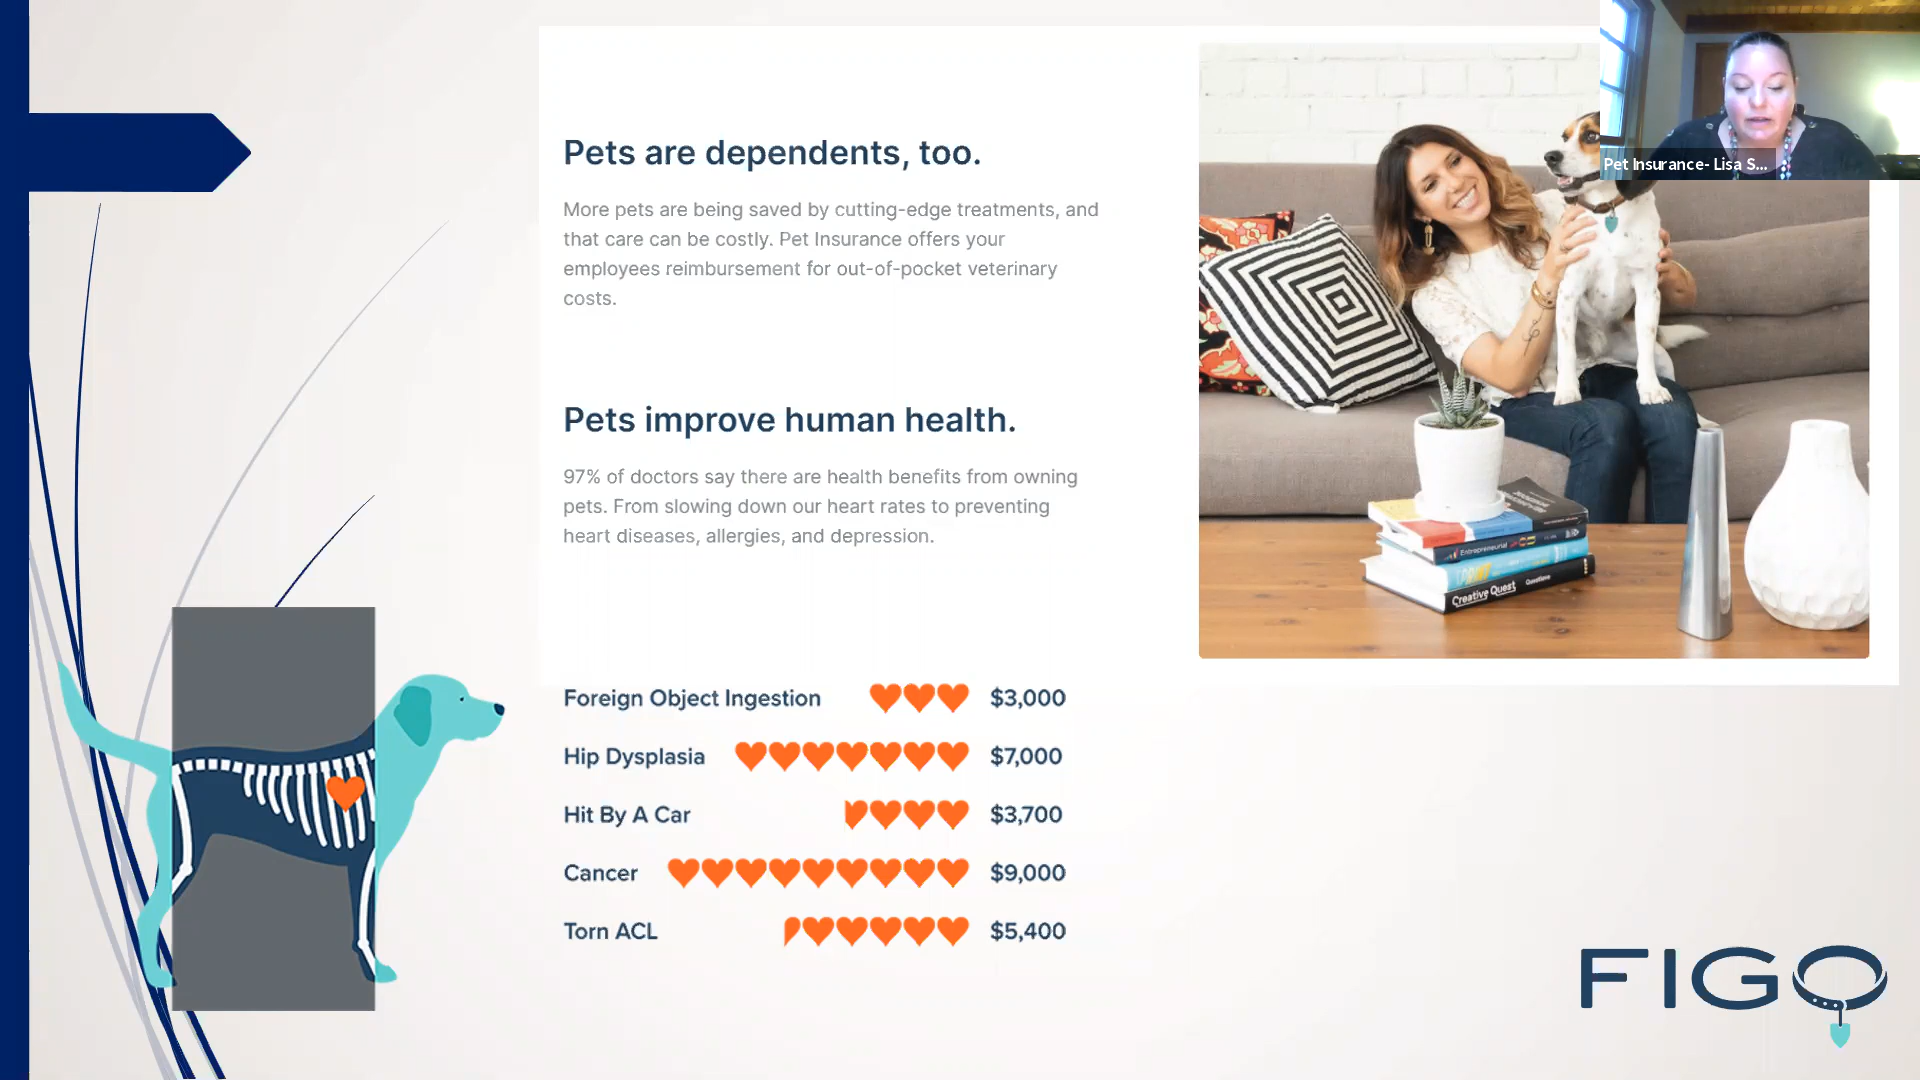 Pets are dependents, too.
More pets are being saved by cutting-edge treatments, and
that care can be costly. Pet Insurance offers your
employees reimbursement for out-of-pocket veterinary
costs.
Pets improve human health.
97% of doctors say there are health benefits from owning
pets. From slowing down our heart rates to preventing
heart diseases, allergies, and depression.
Foreign Object Ingestion $3,000
Hip Dysplasia $7,000
Hit By A Car $3,700
Cancer $9,000
Torn ACL $5,400
Pet Insurance- Lisa S...
Entrepreneurial
Creative Quest Questlove
FIGO